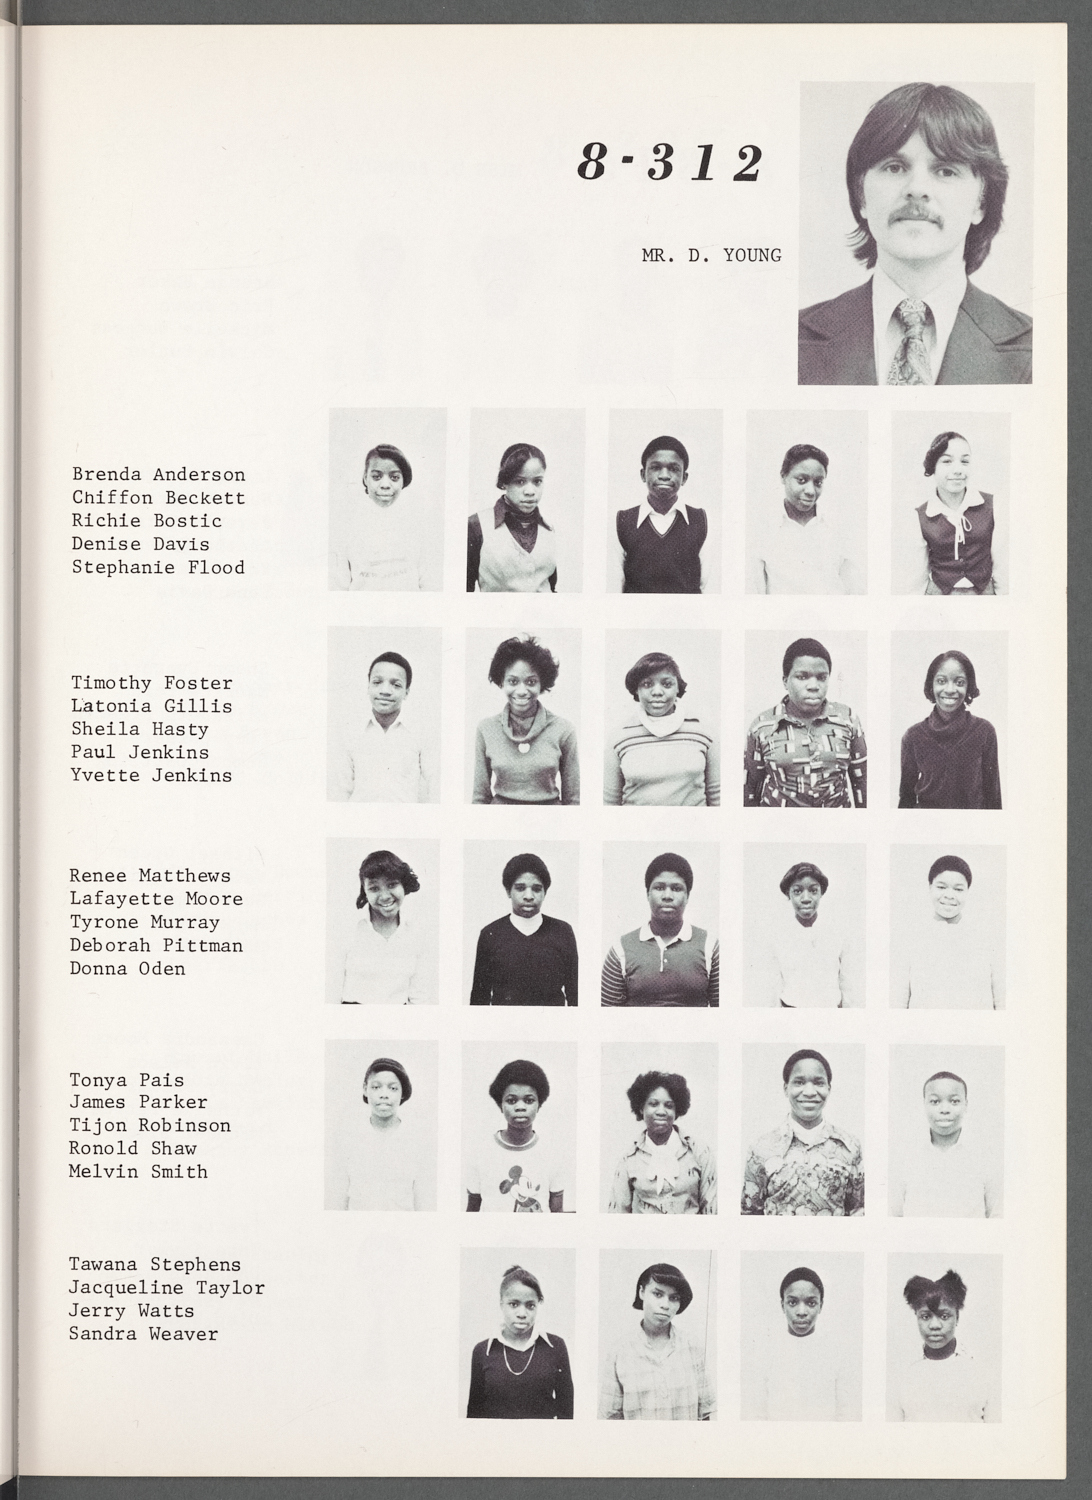 8-312
MR. D. YOUNG
Brenda Anderson
Chiffon Beckett
Richie Bostic
Denise Davis
Stephanie Flood
Timothy Foster
Latonia Gillis
Sheila Hasty
Paul Jenkins
Yvette Jenkins
Renee Matthews
Lafayette Moore
Tyrone Murray
Deborah Pittman
Donna Oden
Tonya Pais
James Parker
Tijon Robinson
Ronold Shaw
Melvin Smith
Tawana Stephens
Jacqueline Taylor
Jerry Watts
Sandra Weaver